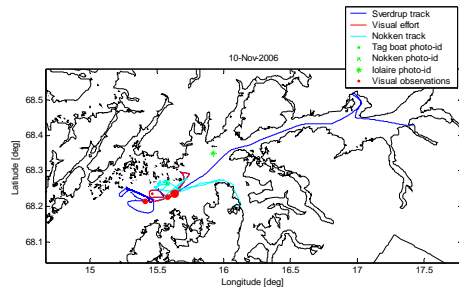 Sverdrup track
Visual effort
Nokken track
Tag boat photo-id
Nokken photo-id
Iolaire photo-id
Visual observations
10-Nov-2006
68.5
68.4
68.3
68.2
68.1
Latitude [deg]
15 15.5 16 16.5 17 17.5
Longitude [deg]